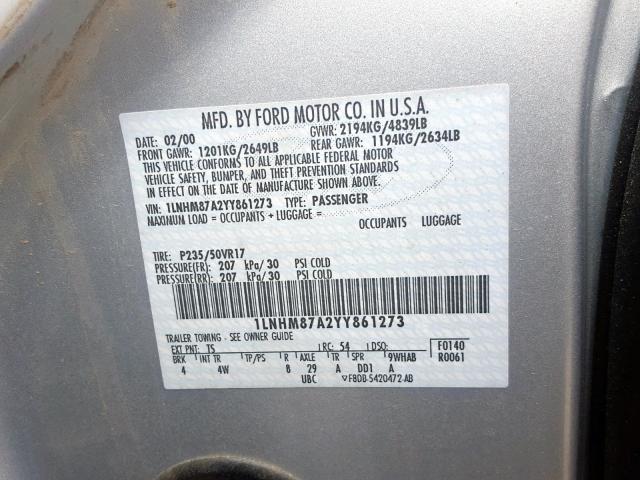 MFD. BY FORD MOTOR CO. IN U.S.A.
DATE: 02/00 GVWR: 2194KG/4839LB
FRONT GAWR: 1201KG/2649LB REAR GAWR: 1194KG/2634LB
THIS VEHICLE CONFORMS TO ALL APPLICABLE FEDERAL MOTOR
VEHICLE SAFETY, BUMPER, AND THEFT PREVENTION STANDARDS
IN EFFECT ON THE DATE OF MANUFACTURE SHOWN ABOVE.
VIN: 1LNHM87A2YY861273 TYPE: PASSENGER
MAXIMUM LOAD = OCCUPANTS + LUGGAGE = OCCUPANTS LUGGAGE
TIRE: P235/50VR17
PRESSURE(FR): 207 kPa/30 PSI COLD
PRESSURE(RR): 207 kPa/30 PSI COLD
1LNHM87A2YY861273
TRAILER TOWING - SEE OWNER GUIDE
EXT PNT: TS RC: 54 DSO: F0140
BRK INT TR TP/PS R AXLE TR SPR 9WHAB R0061
4 4W 8 29 A DD1 A
UBC F8DB-5420472-AB